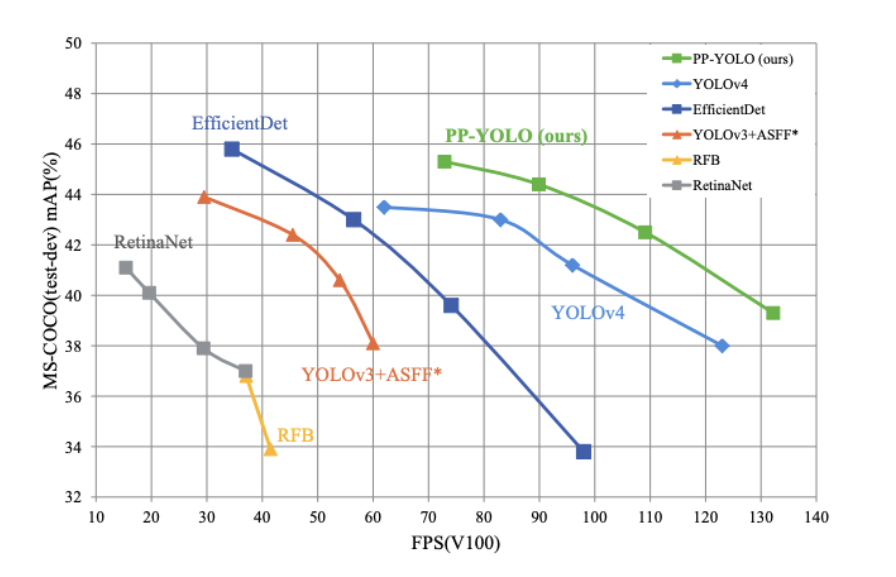 50
48
46
44
42
40
38
36
34
32
MS-COCO(test-dev) mAP(%)
10 20 30 40 50 60 70 80 90 100 110 120 130 140
FPS(V100)
EfficientDet
PP-YOLO (ours)
RetinaNet
YOLOv4
YOLOv3+ASFF*
RFB
PP-YOLO (ours)
YOLOv4
EfficientDet
YOLOv3+ASFF*
RFB
RetinaNet